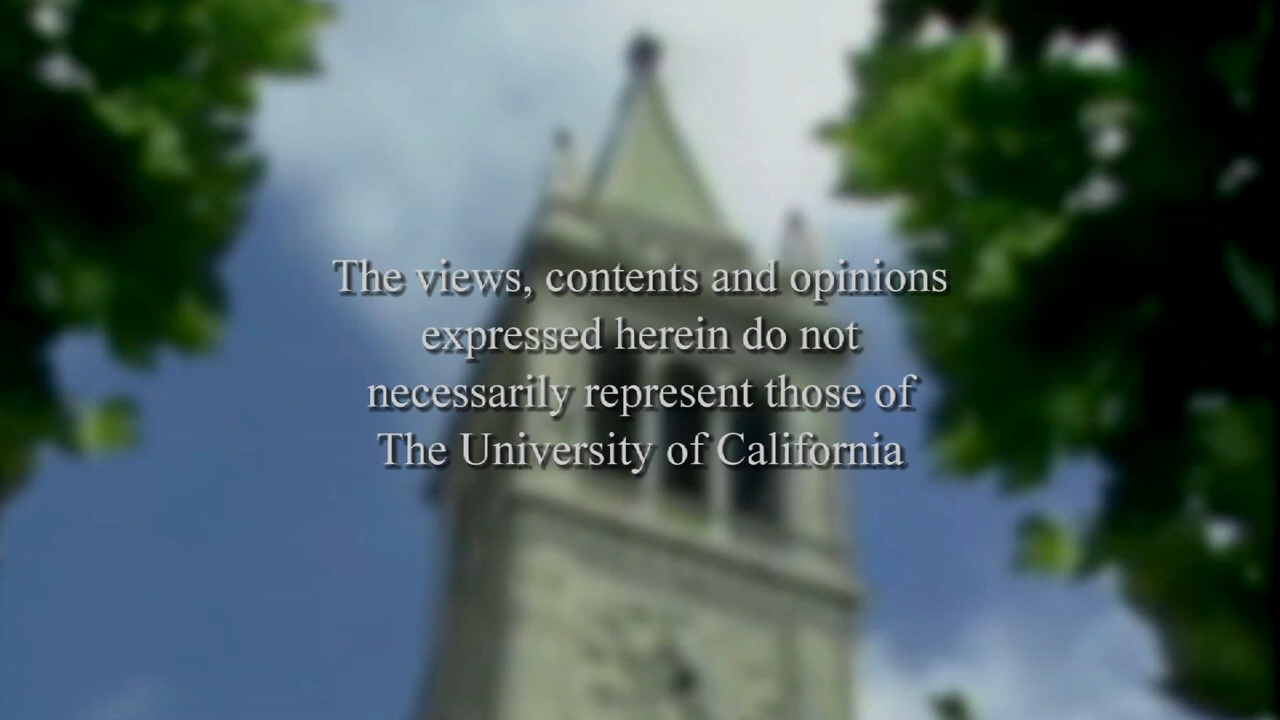 The views, contents and opinions
expressed herein do not
necessarily represent those of
The University of California